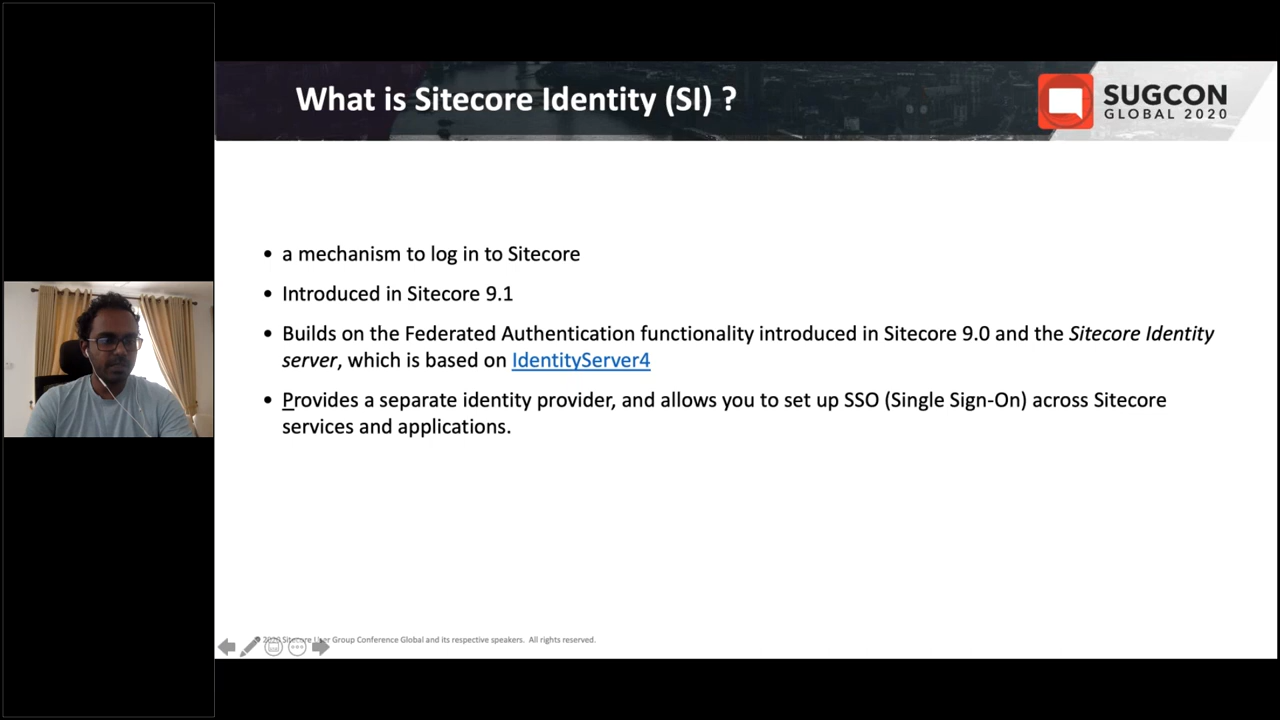 What is Sitecore Identity (SI) ?
SUGCON
GLOBAL 2020
• a mechanism to log in to Sitecore
• Introduced in Sitecore 9.1
• Builds on the Federated Authentication functionality introduced in Sitecore 9.0 and the Sitecore Identity
server, which is based on IdentityServer4
• Provides a separate identity provider, and allows you to set up SSO (Single Sign-On) across Sitecore
services and applications.
© 2020 Sitecore User Group Conference Global and its respective speakers. All rights reserved.